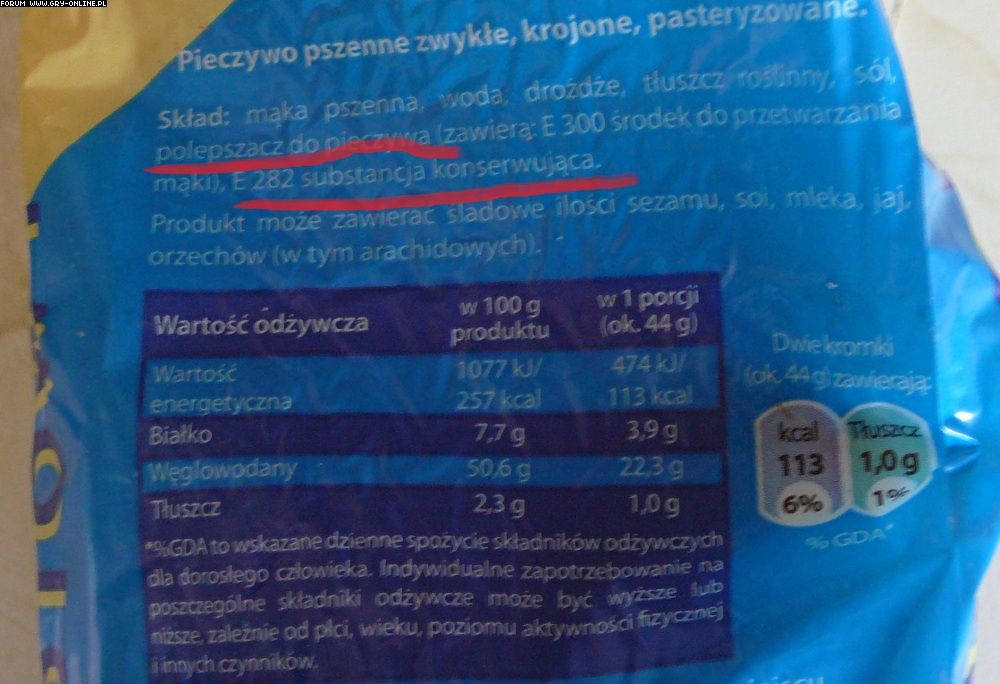 FORUM WWW.GRY-ONLINE.PL
Pieczywo pszenne zwykłe, krojone, pasteryzowane.
Skład: mąka pszenna, woda, drożdże, tłuszcz roślinny, sól,
polepszacz do pieczywa (zawiera: E 300 środek do przetwarzania
mąki), E 282 substancja konserwująca.
Produkt może zawierać śladowe ilości sezamu, soi, mleka, jaj,
orzechów (w tym arachidowych).
Wartość odżywcza w 100 g produktu w 1 porcji (ok. 44 g)
Wartość energetyczna 1077 kJ/ 257 kcal 474 kJ/ 113 kcal
Białko 7,7 g 3,9 g
Węglowodany 50,6 g 22,3 g
Tłuszcz 2,3 g 1,0 g
*%GDA to wskazane dzienne spożycie składników odżywczych
dla dorosłego człowieka. Indywidualne zapotrzebowanie na
poszczególne składniki odżywcze może być wyższe lub
niższe, zależnie od płci, wieku, poziomu aktywności fizycznej
i innych czynników.
Dwie kromki
(ok. 44 g) zawierają:
kcal Tłuszcz
113 1,0 g
6% 1%
% GDA*